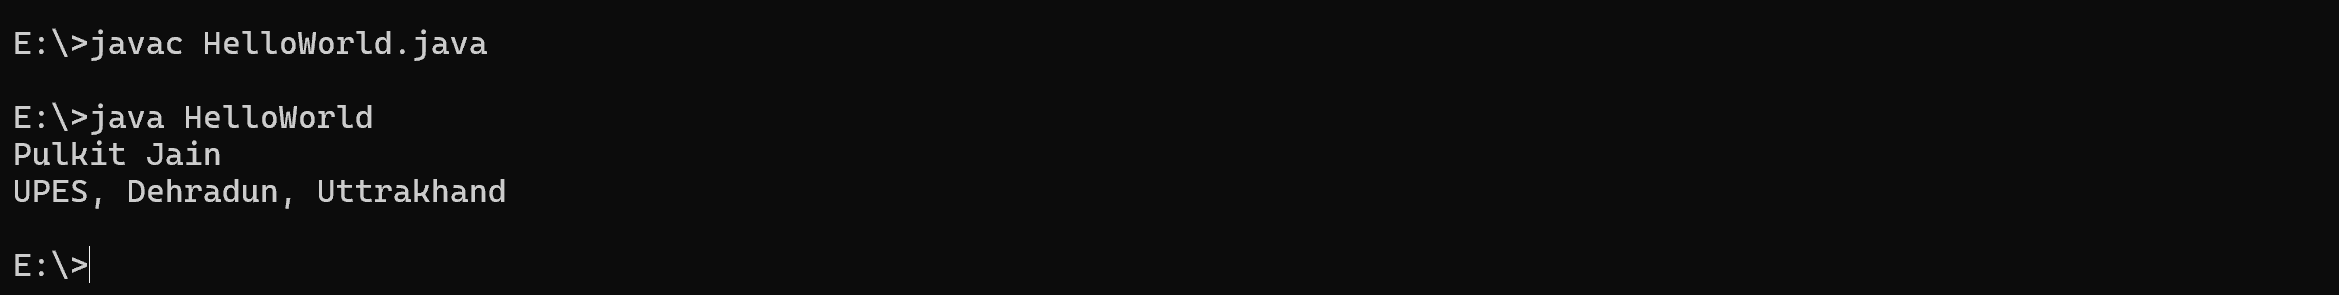 E:\>javac HelloWorld.java
E:\>java HelloWorld
Pulkit Jain
UPES, Dehradun, Uttrakhand
E:\>